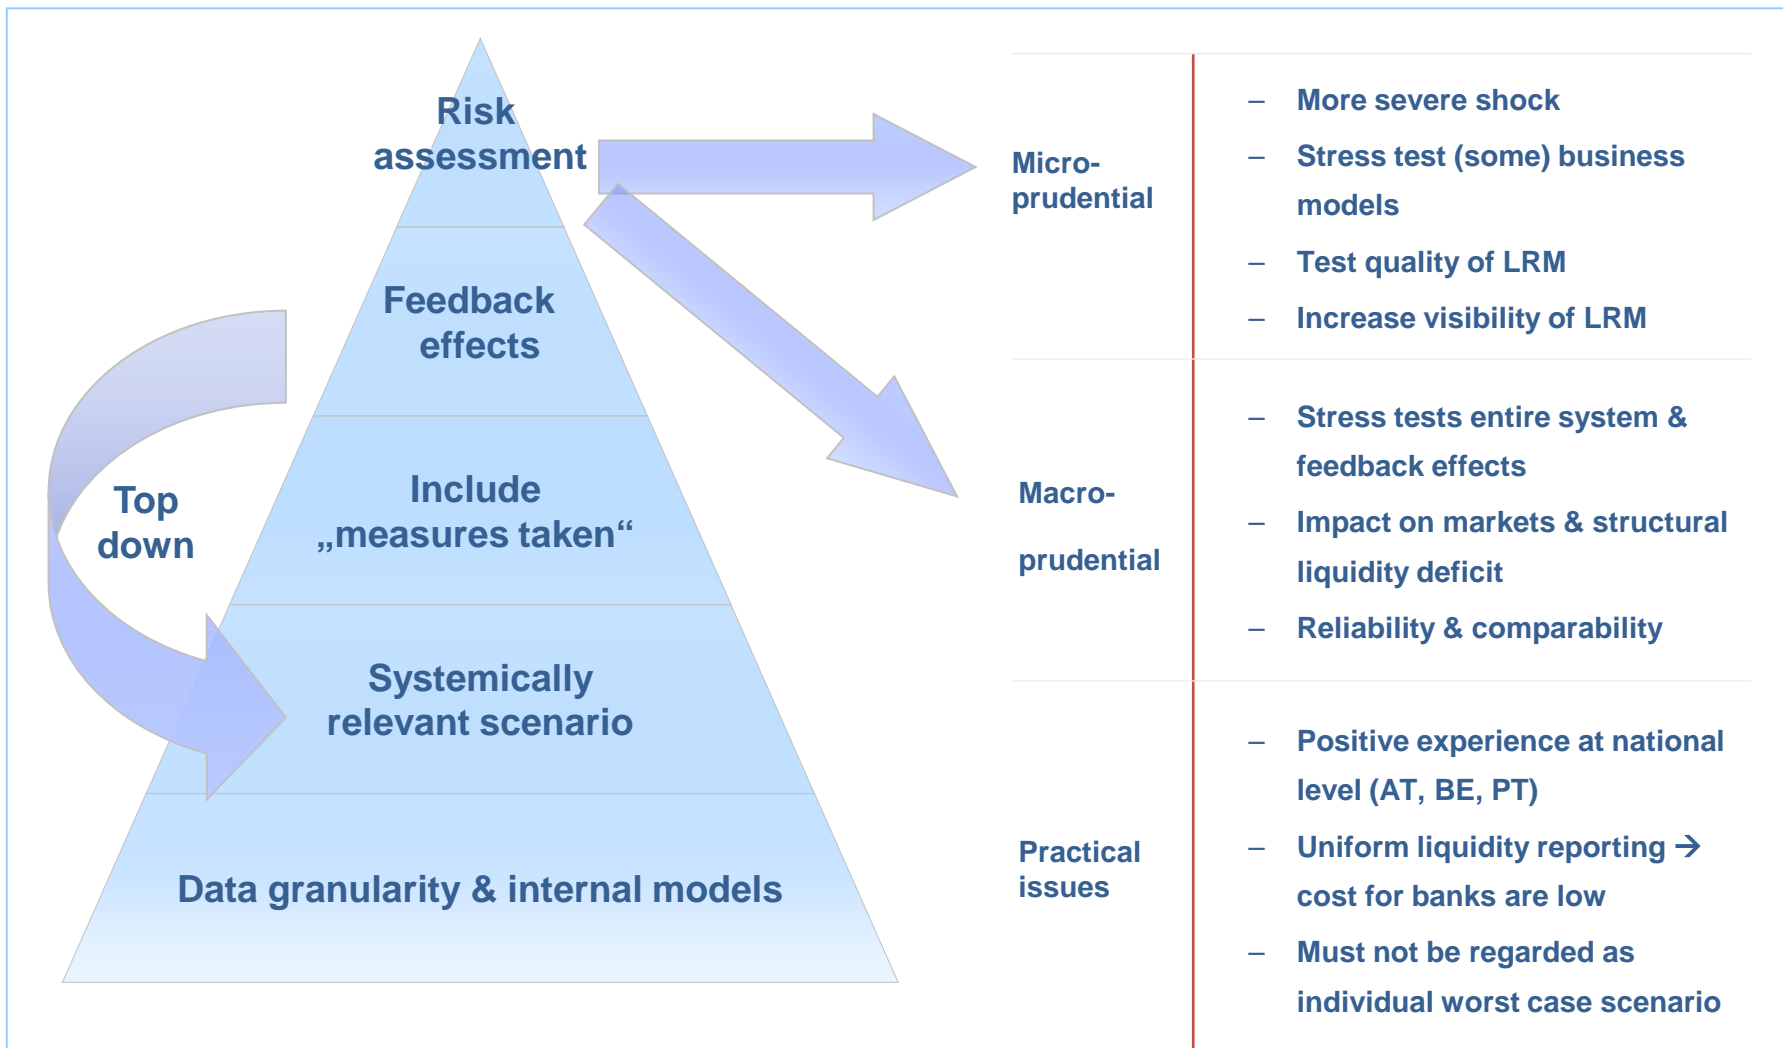 Risk
assessment
Feedback
effects
Include
„measures taken“
Systemically
relevant scenario
Data granularity & internal models
Top
down
Micro-
prudential
– More severe shock
– Stress test (some) business
models
– Test quality of LRM
– Increase visibility of LRM
Macro-
prudential
– Stress tests entire system &
feedback effects
– Impact on markets & structural
liquidity deficit
– Reliability & comparability
Practical
issues
– Positive experience at national
level (AT, BE, PT)
– Uniform liquidity reporting →
cost for banks are low
– Must not be regarded as
individual worst case scenario